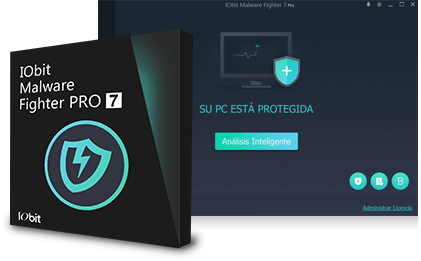 IObit Malware Fighter 7 Pro
IObit
Malware
Fighter PRO 7
SU PC ESTÁ PROTEGIDA
Análisis Inteligente
B
Administrar Licencia
IObit